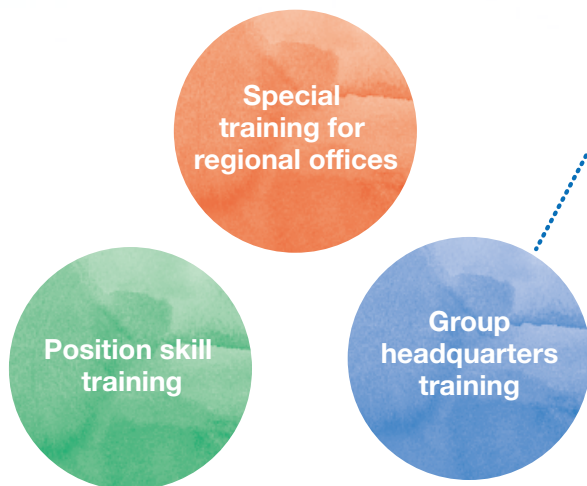 Special
training for
regional offices
Position skill
training
Group
headquarters
training